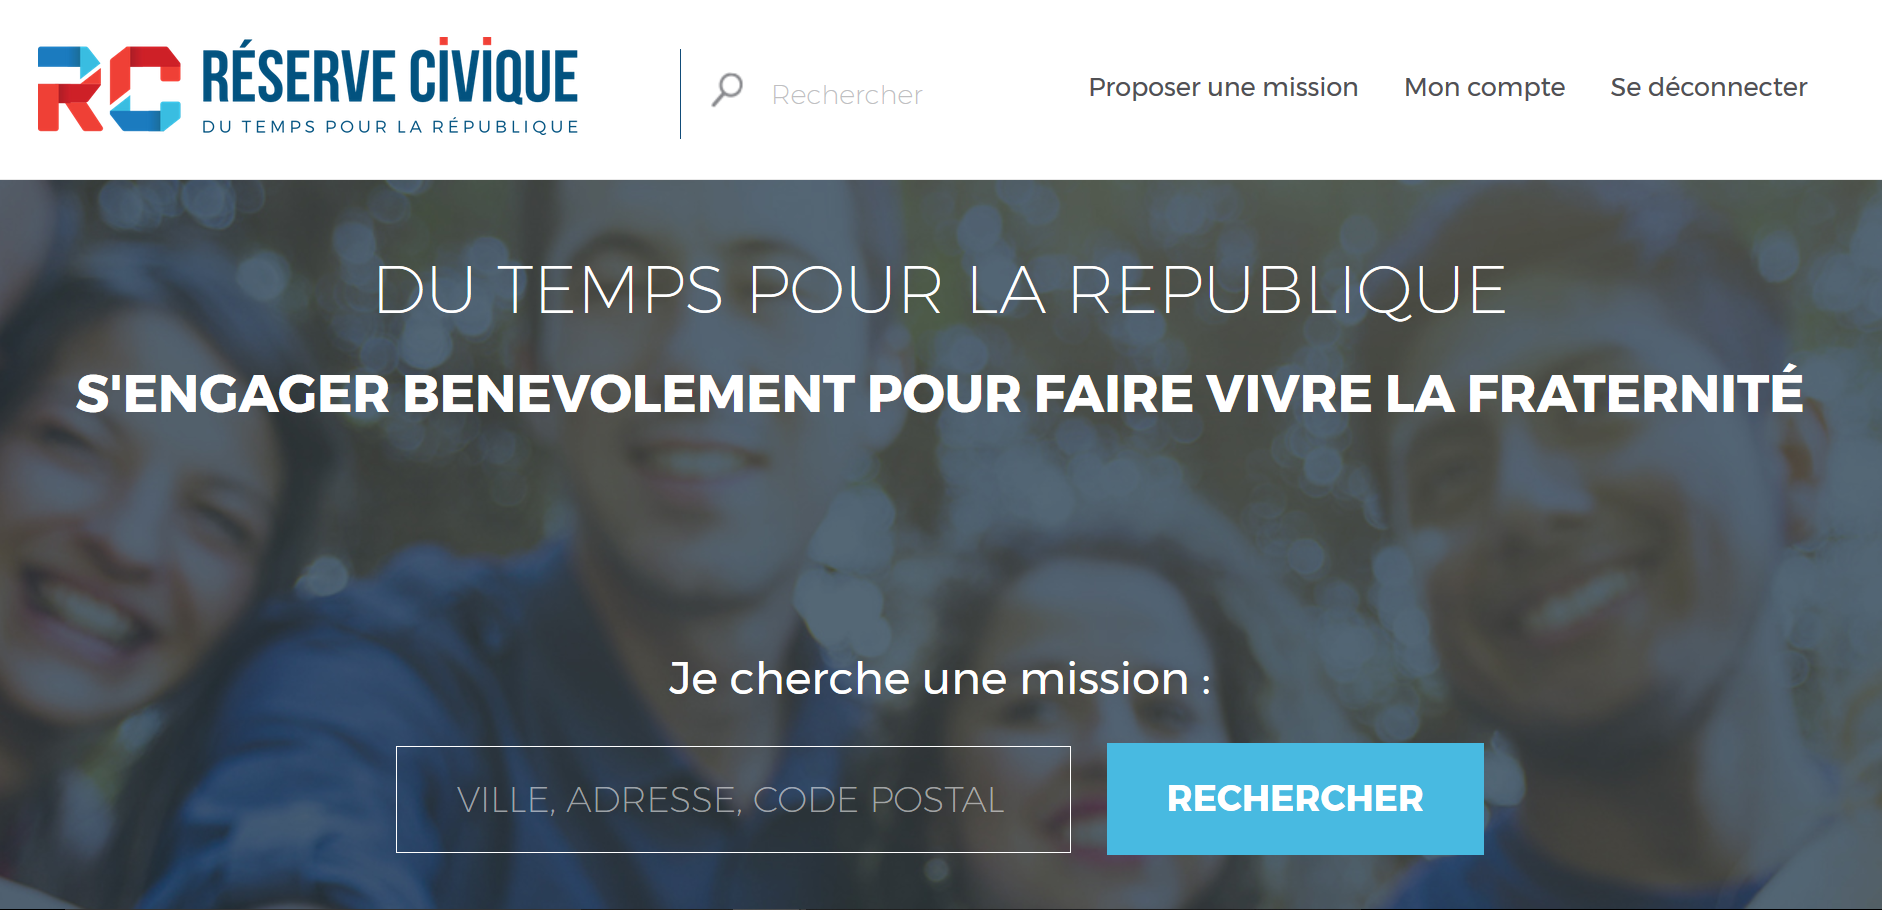 RC
RÉSERVE CIVIQUE
DU TEMPS POUR LA RÉPUBLIQUE
Rechercher
Proposer une mission
Mon compte
Se déconnecter
DU TEMPS POUR LA REPUBLIQUE
S'ENGAGER BENEVOLEMENT POUR FAIRE VIVRE LA FRATERNITÉ
Je cherche une mission :
VILLE, ADRESSE, CODE POSTAL
RECHERCHER